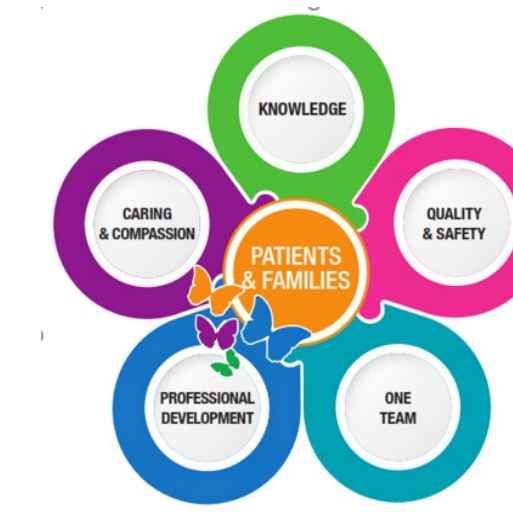 KNOWLEDGE
CARING
& COMPASSION
QUALITY
& SAFETY
PATIENTS
& FAMILIES
PROFESSIONAL
DEVELOPMENT
ONE
TEAM